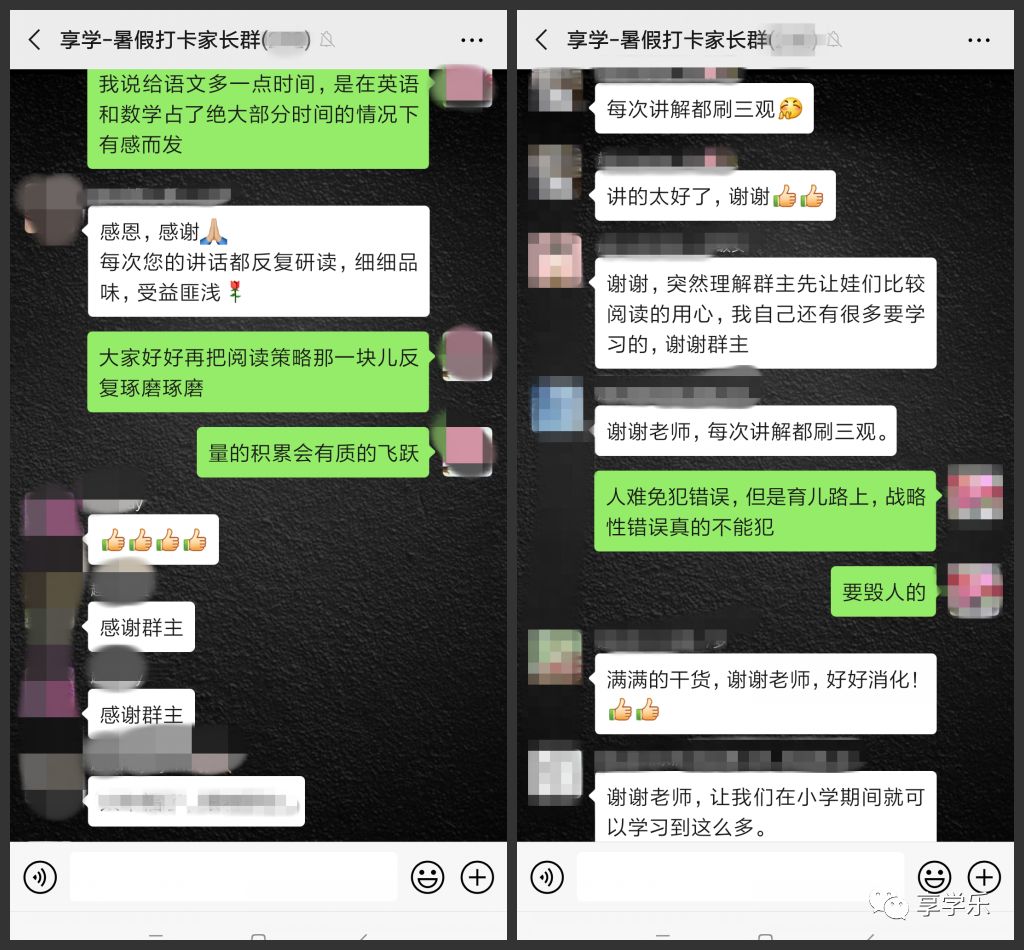 享学-暑假打卡家长群(
我说给语文多一点时间，是在英语
和数学占了绝大部分时间的情况下
有感而发
感恩，感谢🙏
每次您的讲话都反复研读，细细品
味，受益匪浅🌹
大家好好再把阅读策略那一块儿反
复琢磨琢磨
量的积累会有质的飞跃
👍👍👍👍
感谢群主
感谢群主
享学-暑假打卡家长群(
每次讲解都刷三观
讲的太好了，谢谢👍👍
谢谢，突然理解群主先让娃们比较
阅读的用心，我自己还有很多要学
习的，谢谢群主
谢谢老师，每次讲解都刷三观。
人难免犯错误，但是育儿路上，战略
性错误真的不能犯
要毁人的
满满的干货，谢谢老师，好好消化！
👍👍
谢谢老师，让我们在小学期间就可
以学习到这么多。
享学乐